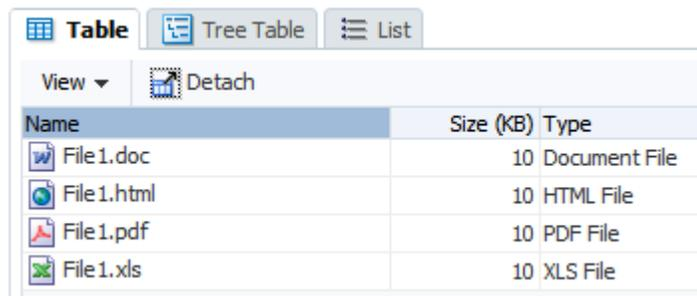 Table Tree Table List
View Detach
Name Size (KB) Type
File1.doc 10 Document File
File1.html 10 HTML File
File1.pdf 10 PDF File
File1.xls 10 XLS File